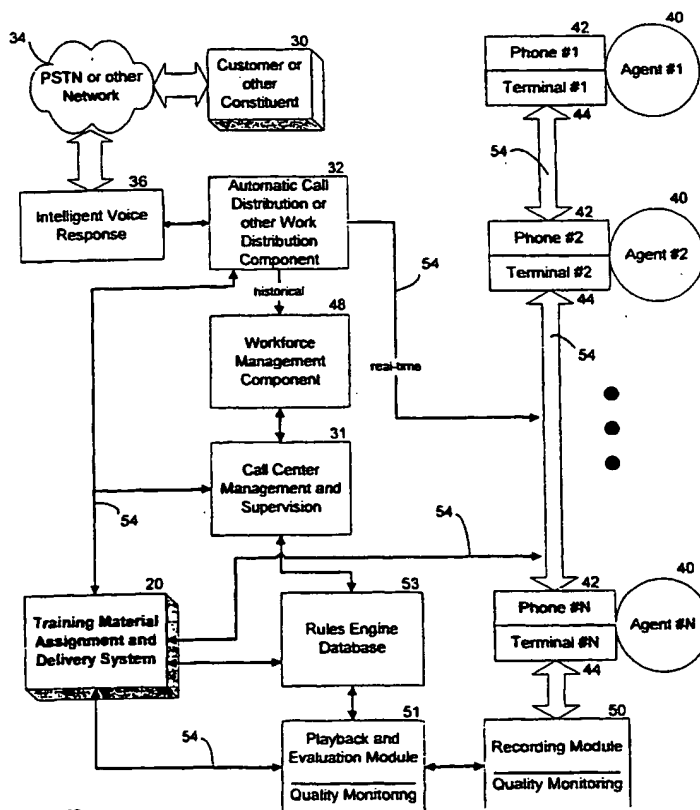 34
PSTN or other
Network
30
Customer or
other
Constituent
36
Intelligent Voice
Response
32
Automatic Call
Distribution or
other Work
Distribution
Component
historical
54
real-time
48
Workforce
Management
Component
31
Call Center
Management and
Supervision
54
54
20
Training Material
Assignment and
Delivery System
53
Rules Engine
Database
54
51
Playback and
Evaluation Module
Quality Monitoring
50
Recording Module
Quality Monitoring
42
Phone #1
Terminal #1
44
40
Agent #1
54
42
Phone #2
Terminal #2
44
40
Agent #2
54
42
Phone #N
Terminal #N
44
40
Agent #N